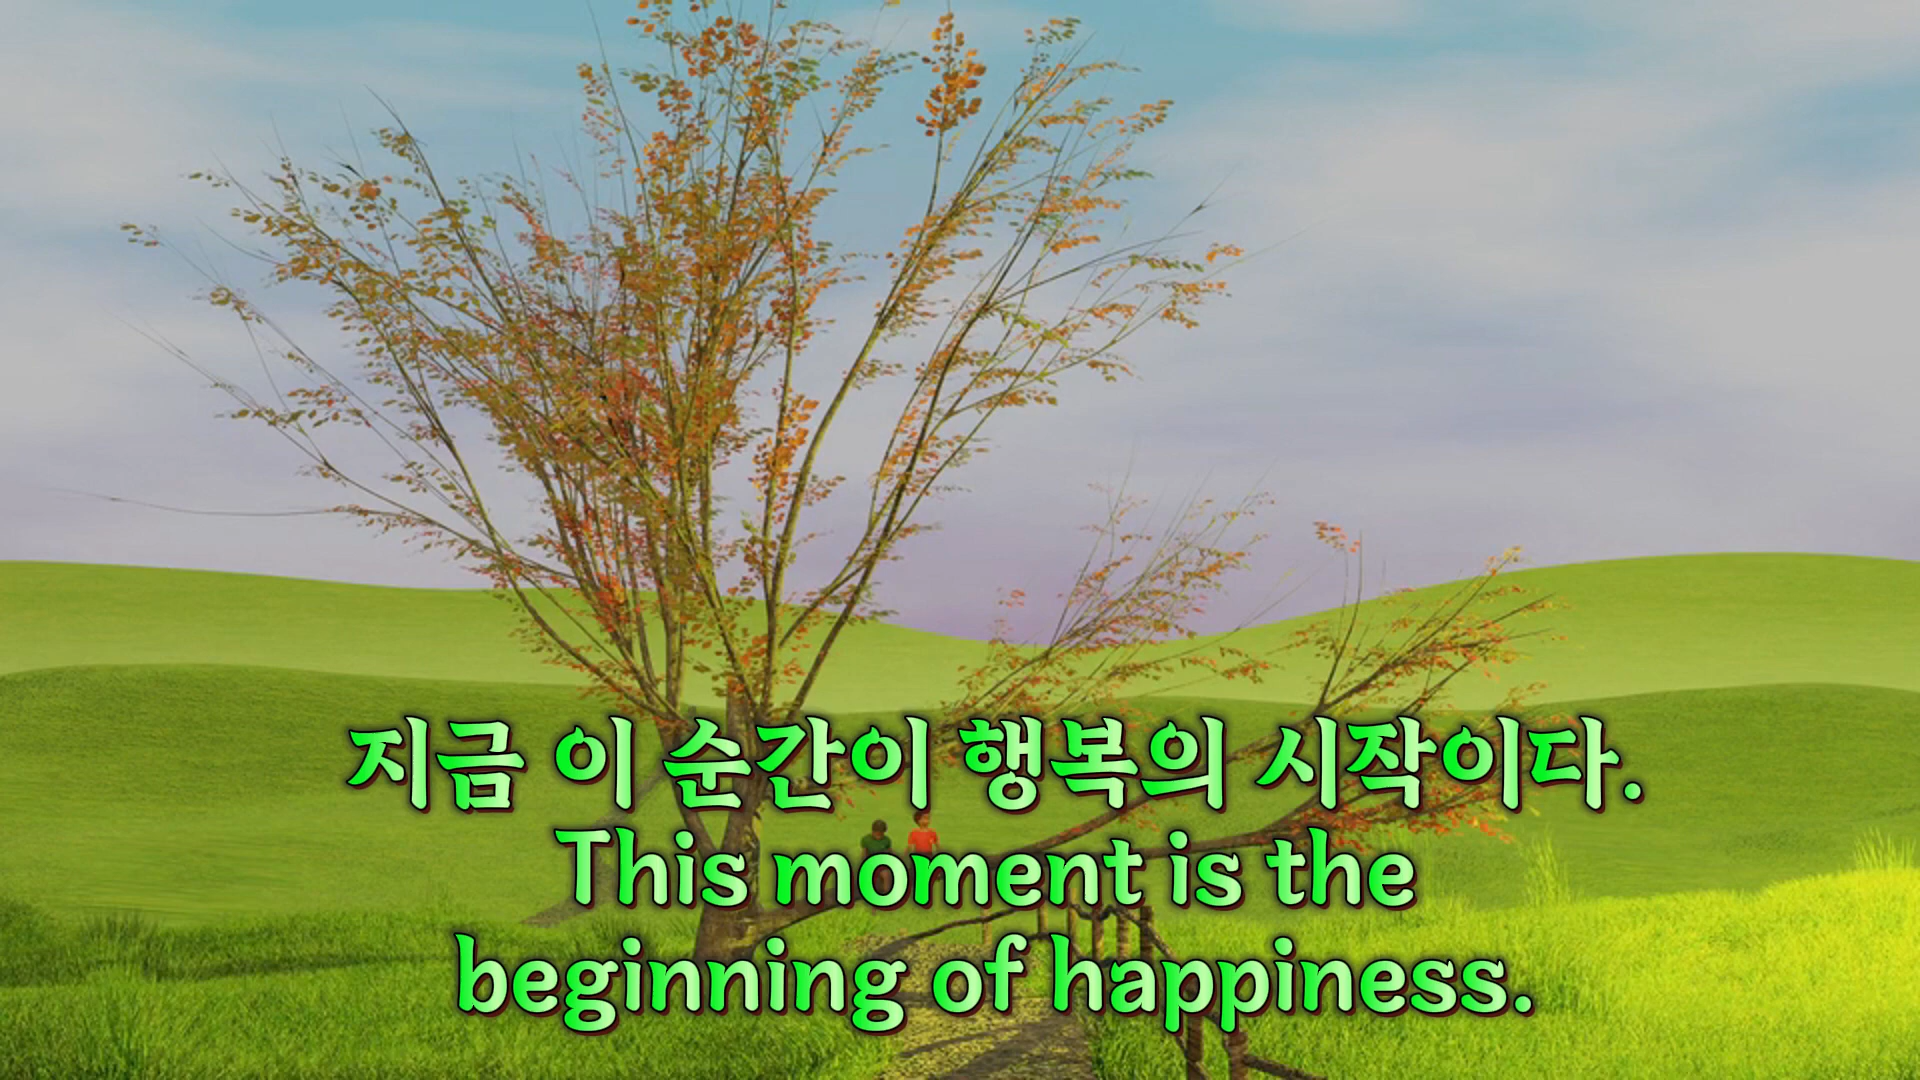 지금 이 순간이 행복의 시작이다.
This moment is the
beginning of happiness.